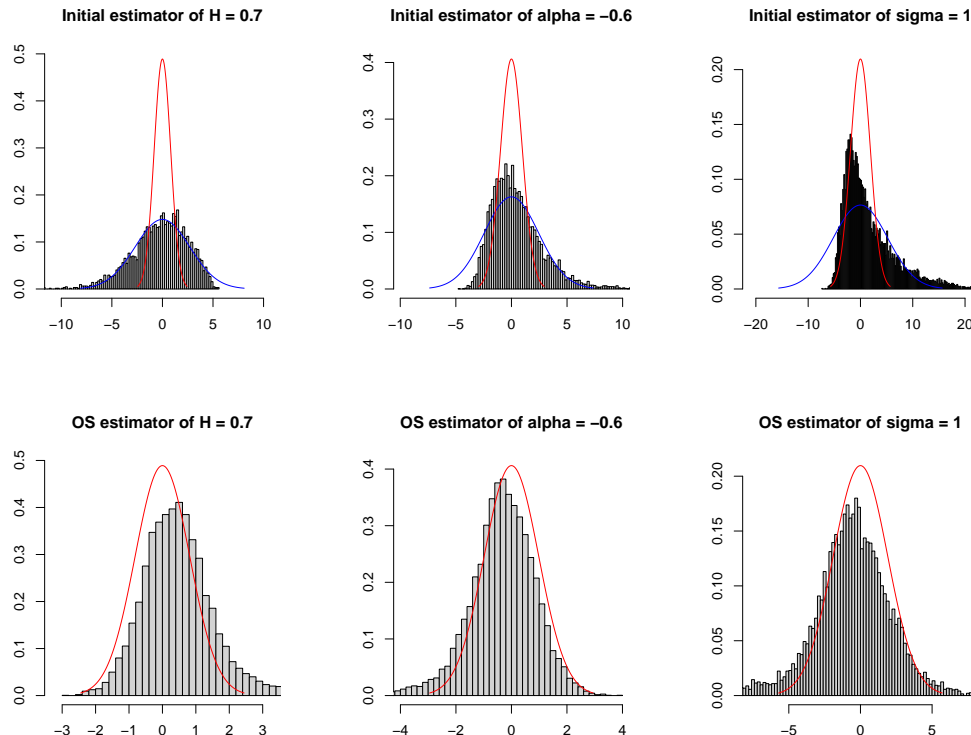 Initial estimator of H = 0.7
Initial estimator of alpha = −0.6
Initial estimator of sigma = 1
0.5
0.4
0.3
0.2
0.1
0.0
−10 −5 0 5 10
0.4
0.3
0.2
0.1
0.0
−10 −5 0 5 10
0.20
0.15
0.10
0.05
0.00
−20 −10 0 10 20
OS estimator of H = 0.7
OS estimator of alpha = −0.6
OS estimator of sigma = 1
0.5
0.4
0.3
0.2
0.1
0.0
−3 −2 −1 0 1 2 3
0.4
0.3
0.2
0.1
0.0
−4 −2 0 2 4
0.20
0.15
0.10
0.05
0.00
−5 0 5